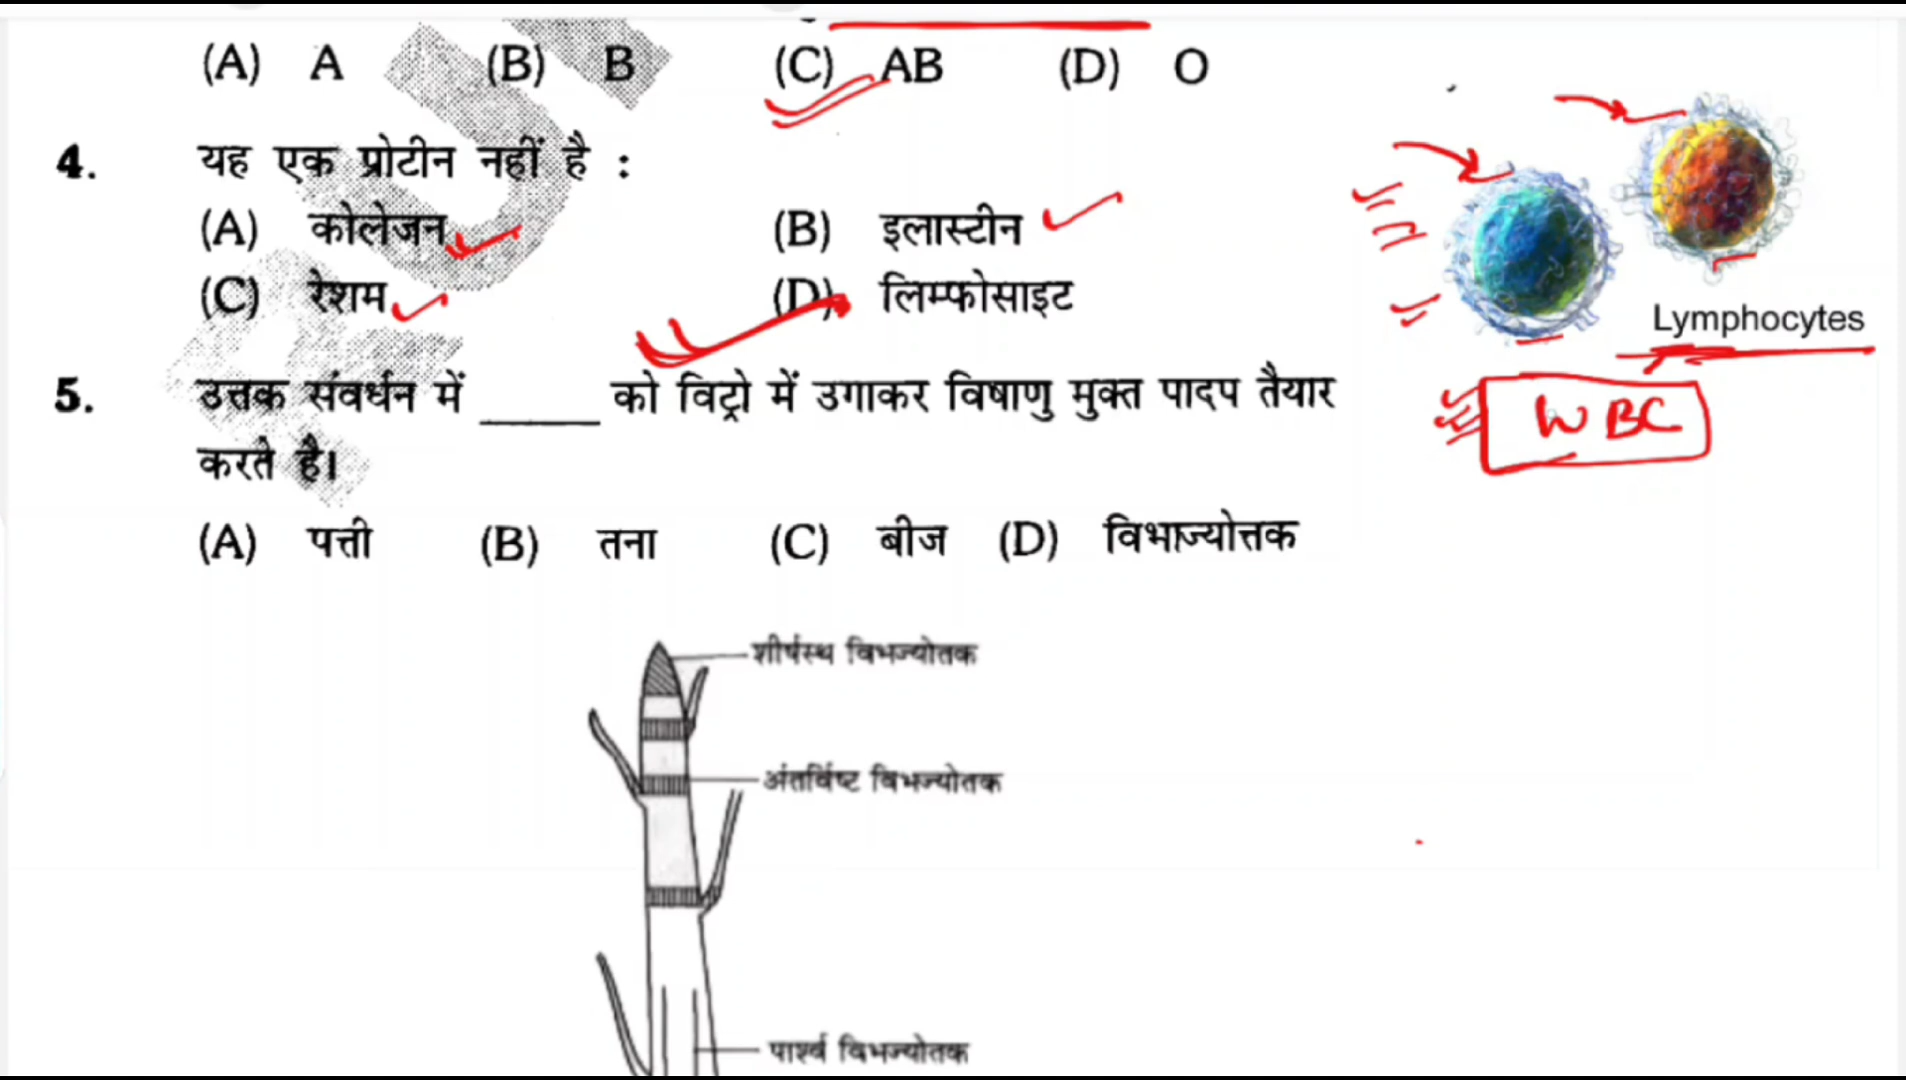 (A) A (B) B (C) AB (D) O
4. यह एक प्रोटीन नहीं है :
(A) कोलेजन (B) इलास्टीन
(C) रेशम (D) लिम्फोसाइट
Lymphocytes
WBC
5. उत्तक संवर्धन में _____ को विट्रो में उगाकर विषाणु मुक्त पादप तैयार
करते है।
(A) पत्ती (B) तना (C) बीज (D) विभाज्योत्तक
शीर्षस्थ विभज्योतक
अंतर्विष्ट विभज्योतक
पार्श्व विभज्योतक